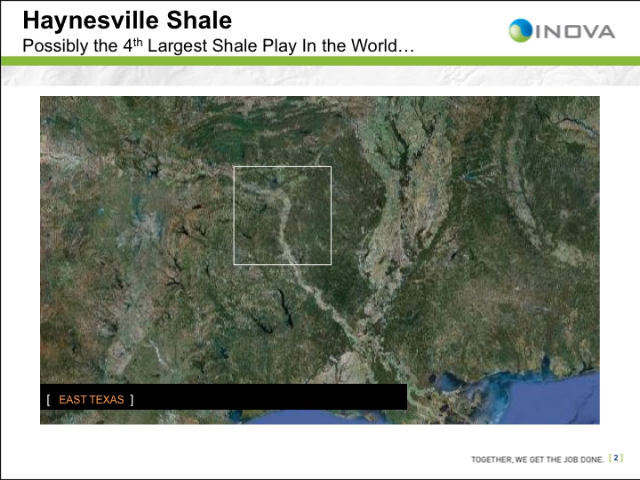 Haynesville Shale
Possibly the 4th Largest Shale Play In the World…
INOVA
[ EAST TEXAS ]
TOGETHER, WE GET THE JOB DONE. [ 2 ]